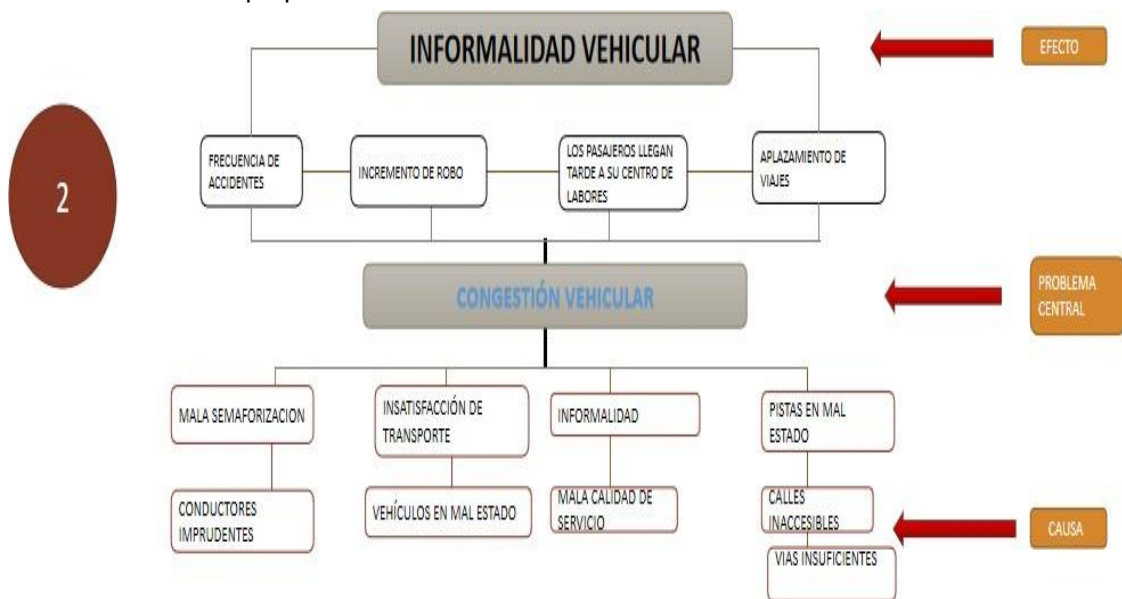 INFORMALIDAD VEHICULAR
EFECTO
2
FRECUENCIA DE
ACCIDENTES
INCREMENTO DE ROBO
LOS PASAJEROS LLEGAN
TARDE A SU CENTRO DE
LABORES
APLAZAMIENTO DE
VIAJES
CONGESTIÓN VEHICULAR
PROBLEMA
CENTRAL
MALA SEMAFORIZACION
INSATISFACCIÓN DE
TRANSPORTE
INFORMALIDAD
PISTAS EN MAL
ESTADO
CONDUCTORES
IMPRUDENTES
VEHÍCULOS EN MAL ESTADO
MALA CALIDAD DE
SERVICIO
CALLES
INACCESIBLES
VIAS INSUFICIENTES
CAUSA